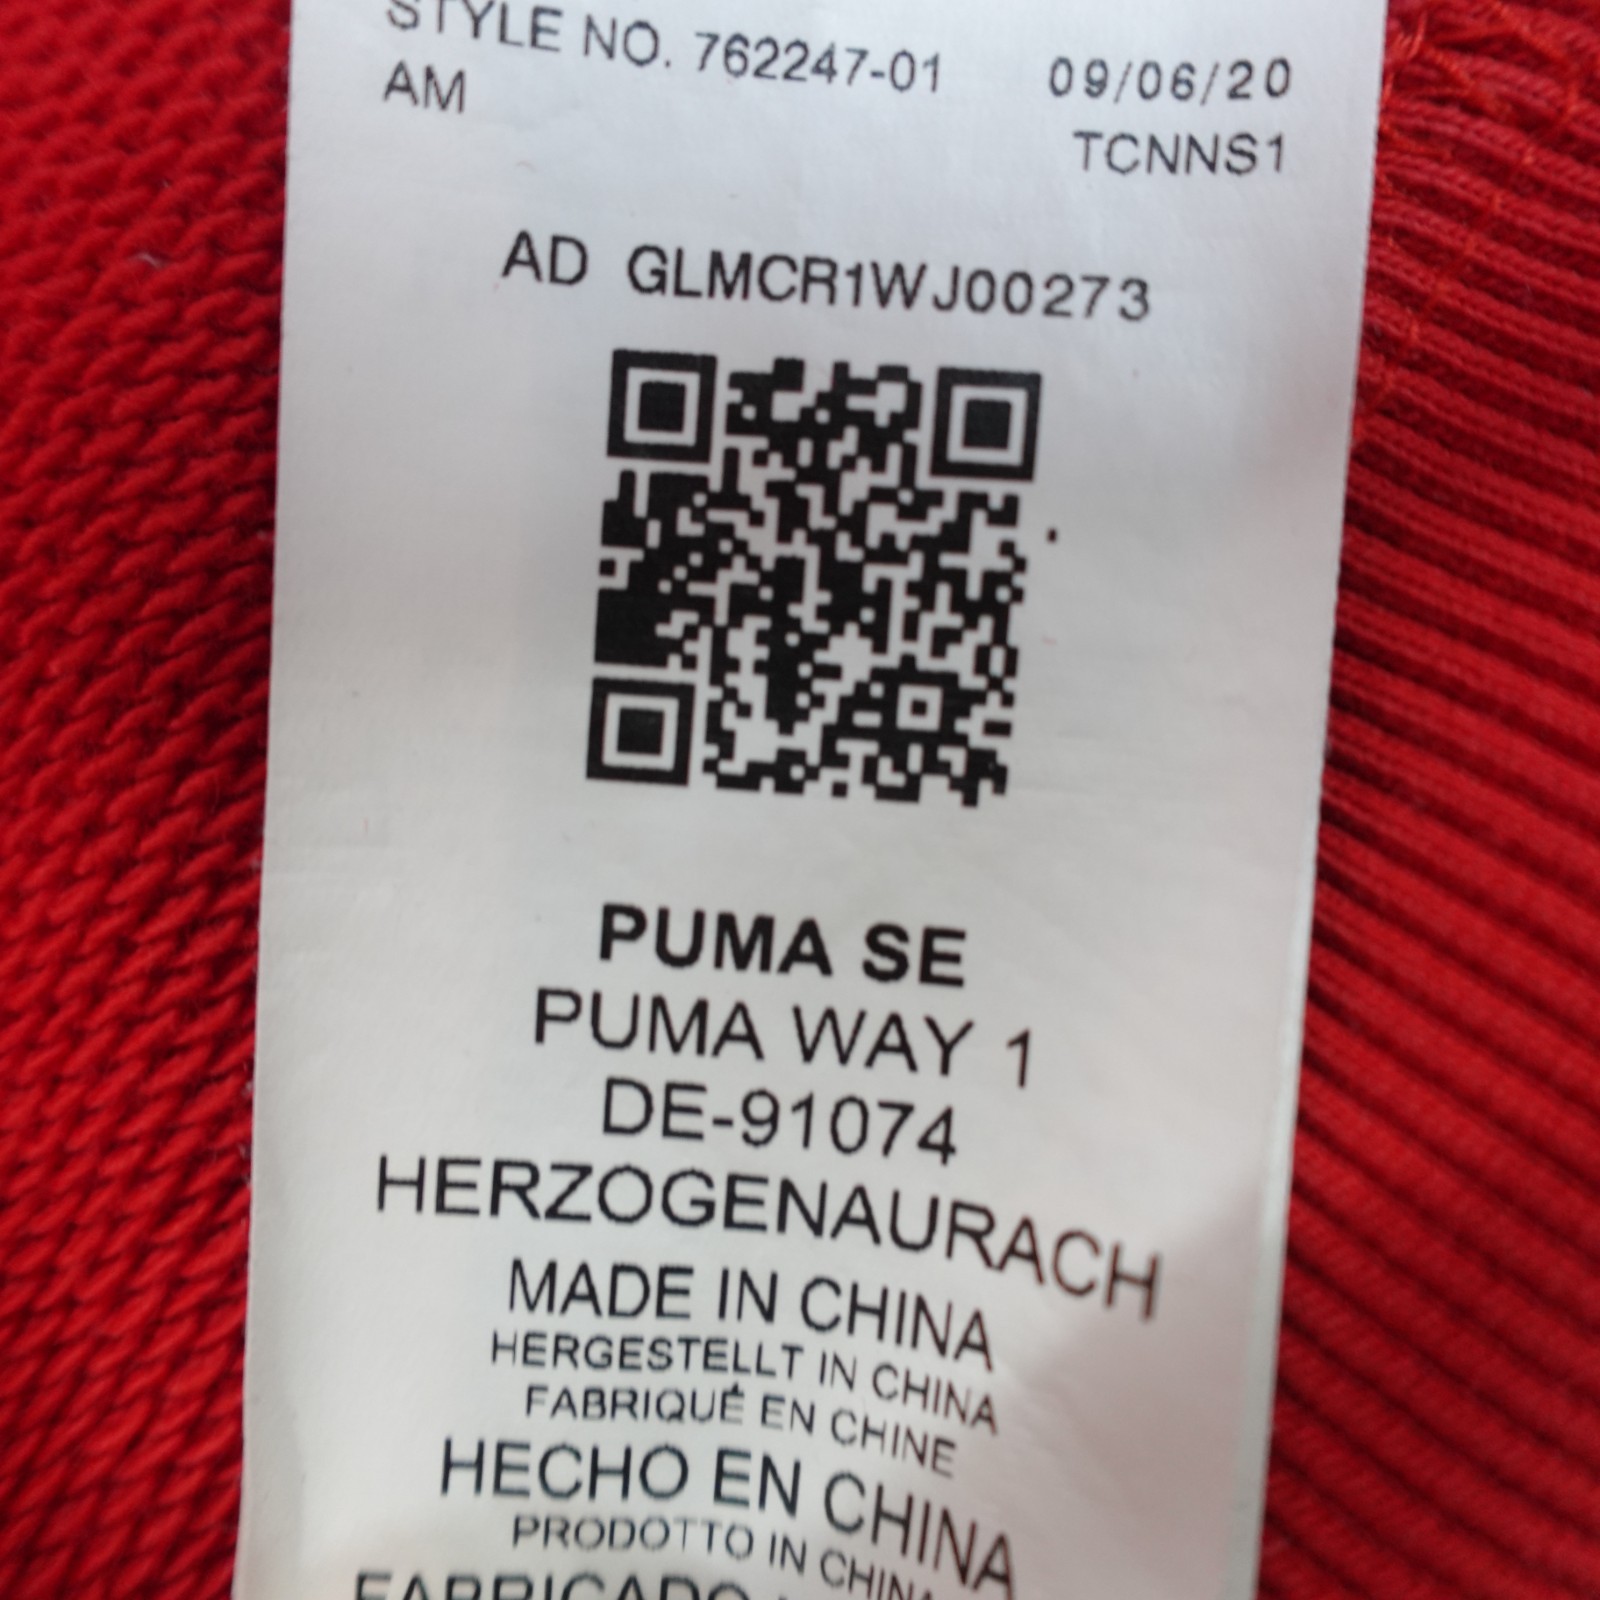 STYLE NO. 762247-01 09/06/20
AM TCNNS1
AD GLMCR1WJ00273
PUMA SE
PUMA WAY 1
DE-91074
HERZOGENAURACH
MADE IN CHINA
HERGESTELLT IN CHINA
FABRIQUÉ EN CHINE
HECHO EN CHINA
PRODOTTO IN CHINA
FABRICADO